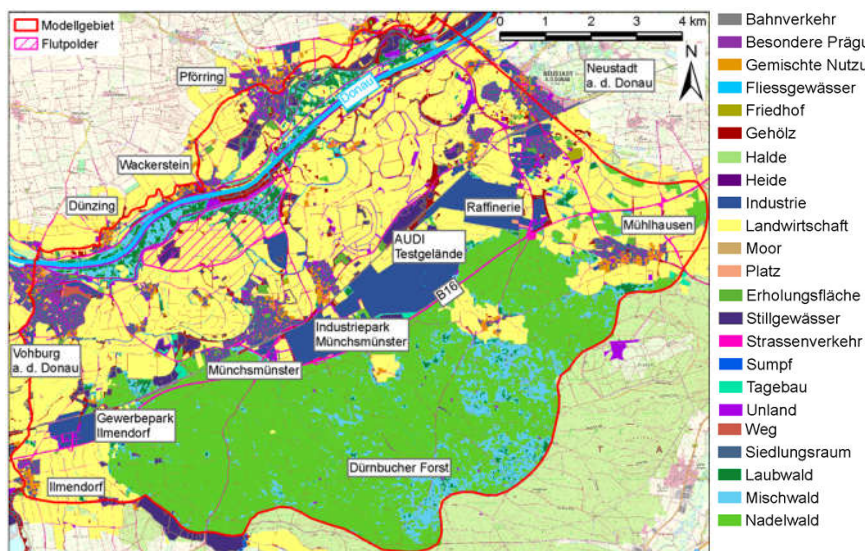 Modellgebiet
Flutpolder
0 1 2 3 4 km
N
Pförring
NEUSTADT
A.D.DONAU
Neustadt
a. d. Donau
Donau
Wackerstein
Dünzing
Raffinerie
Mühlhausen
AUDI
Testgelände
B16
Industriepark
Münchsmünster
Vohburg
a. d. Donau
Münchsmünster
Gewerbepark
Ilmendorf
Dürnbucher Forst
Ilmendorf
T
A
Bahnverkehr
Besondere Prägu
Gemischte Nutzu
Fliessgewässer
Friedhof
Gehölz
Halde
Heide
Industrie
Landwirtschaft
Moor
Platz
Erholungsfläche
Stillgewässer
Strassenverkehr
Sumpf
Tagebau
Unland
Weg
Siedlungsraum
Laubwald
Mischwald
Nadelwald